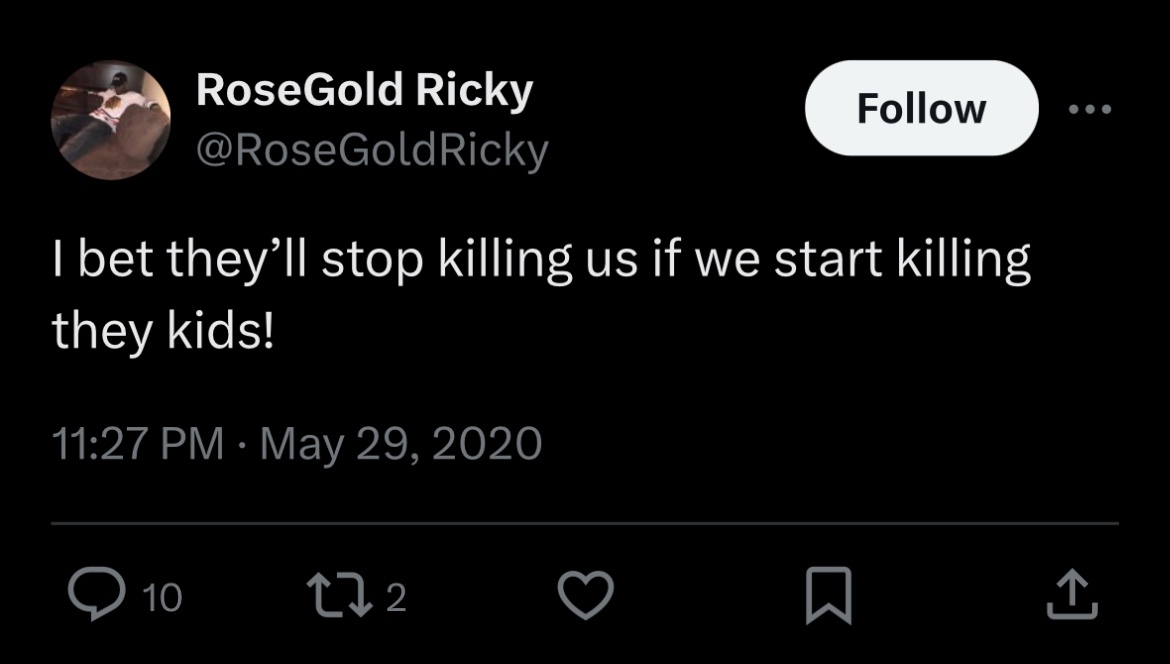 RoseGold Ricky
Follow
@RoseGoldRicky
I bet they’ll stop killing us if we start killing
they kids!
11:27 PM · May 29, 2020
10
2